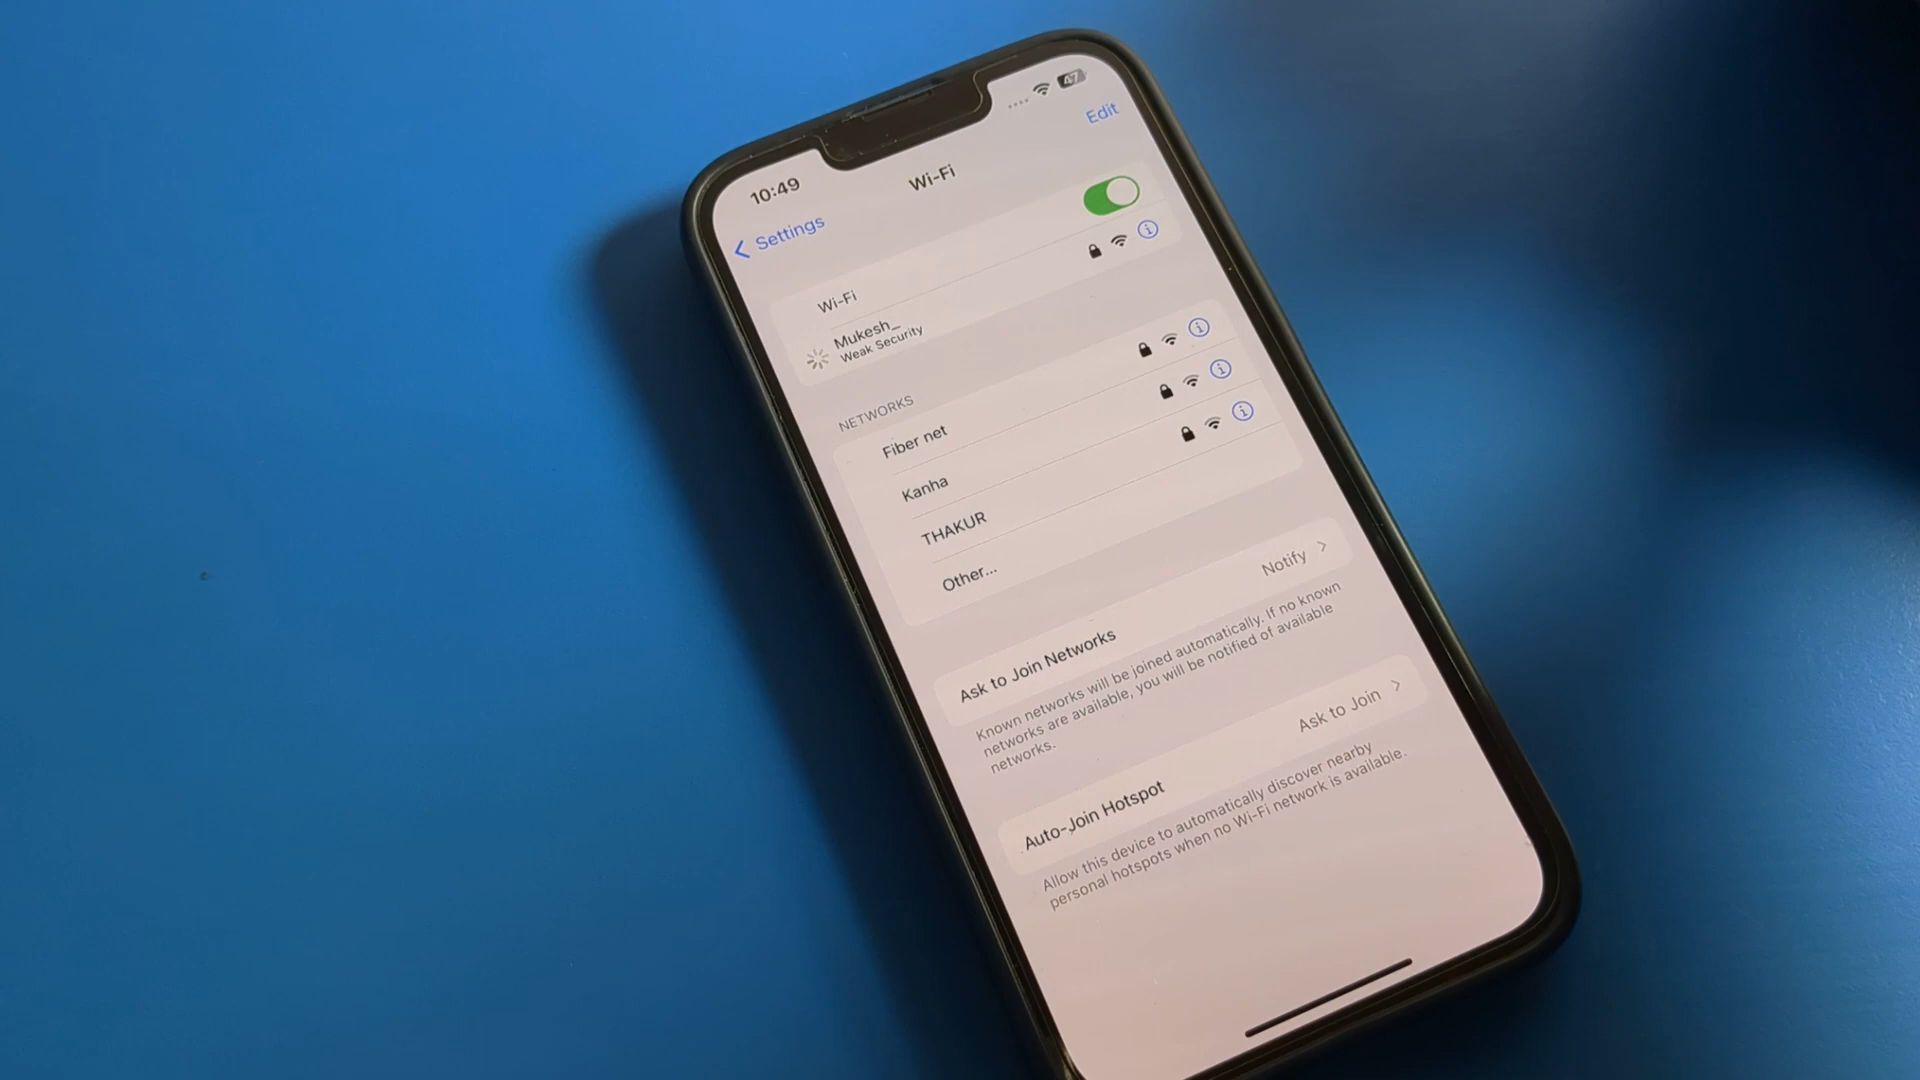 10:49
47
Edit
Settings
Wi-Fi
Wi-Fi
Mukesh_
Weak Security
NETWORKS
Fiber net
Kanha
THAKUR
Other...
Ask to Join Networks
Notify
Known networks will be joined automatically. If no known
networks are available, you will be notified of available
networks.
Auto-Join Hotspot
Ask to Join
Allow this device to automatically discover nearby
personal hotspots when no Wi-Fi network is available.